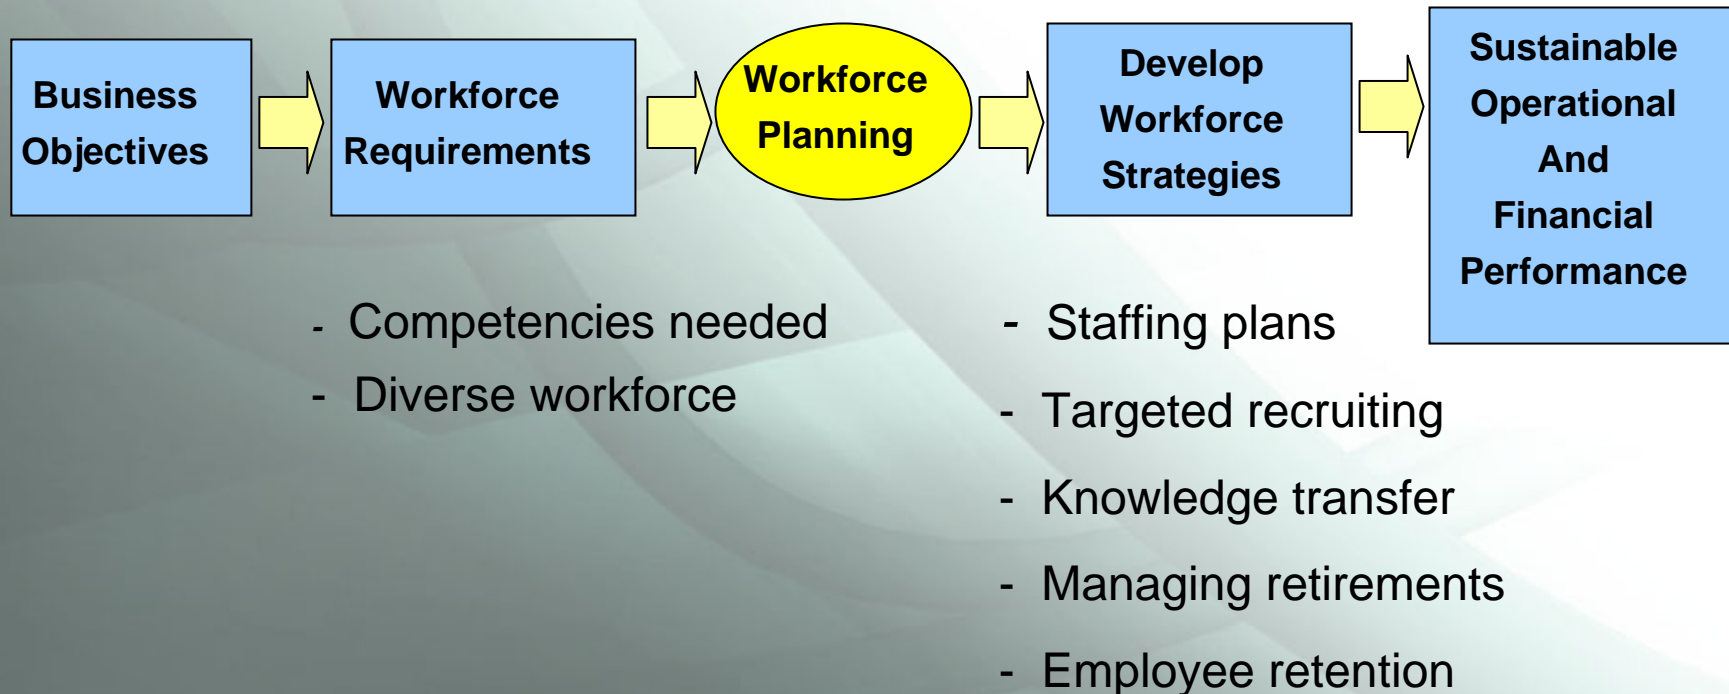 Business
Objectives
Workforce
Requirements
Workforce
Planning
Develop
Workforce
Strategies
Sustainable
Operational
And
Financial
Performance
- Competencies needed
- Diverse workforce
- Staffing plans
- Targeted recruiting
- Knowledge transfer
- Managing retirements
- Employee retention